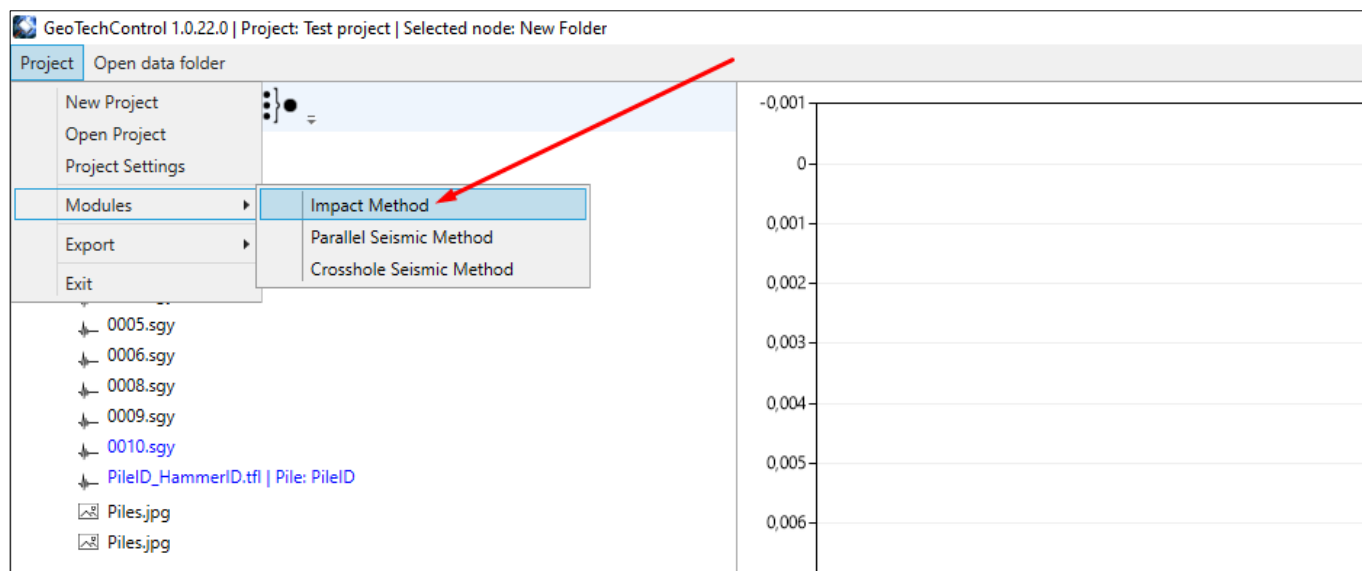 GeoTechControl 1.0.22.0 | Project: Test project | Selected node: New Folder
Project Open data folder
New Project
Open Project
Project Settings
Modules
Export
Exit
Impact Method
Parallel Seismic Method
Crosshole Seismic Method
0005.sgy
0006.sgy
0008.sgy
0009.sgy
0010.sgy
PileID_HammerID.tfl | Pile: PileID
Piles.jpg
Piles.jpg
-0,001
0
0,001
0,002
0,003
0,004
0,005
0,006